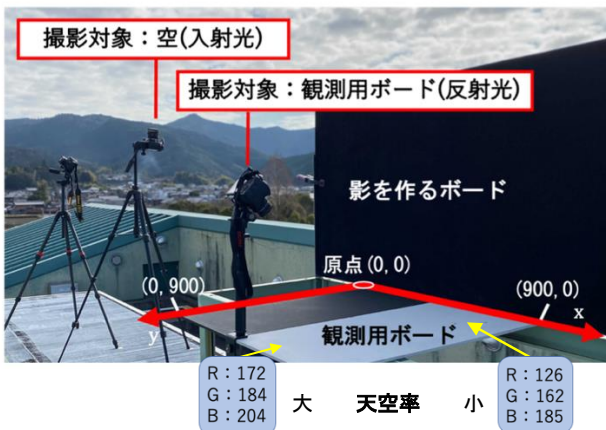 撮影対象：空(入射光)
撮影対象：観測用ボード(反射光)
影を作るボード
原点(0, 0)
(0, 900)
(900, 0)
x
y
観測用ボード
R：172
G：184
B：204
大　天空率　小
R：126
G：162
B：185